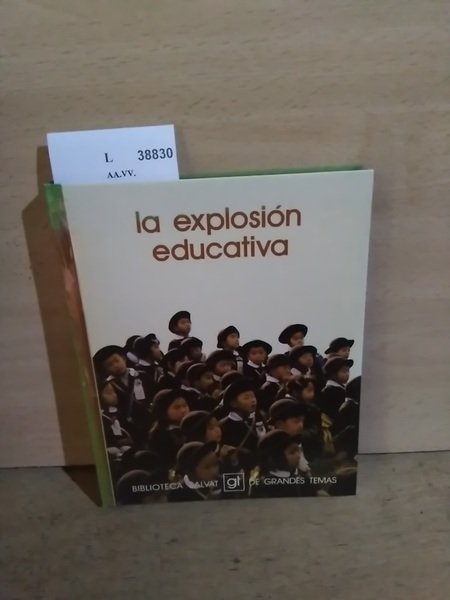 L 38830
AA.VV.
la explosión
educativa
BIBLIOTECA SALVAT gt DE GRANDES TEMAS